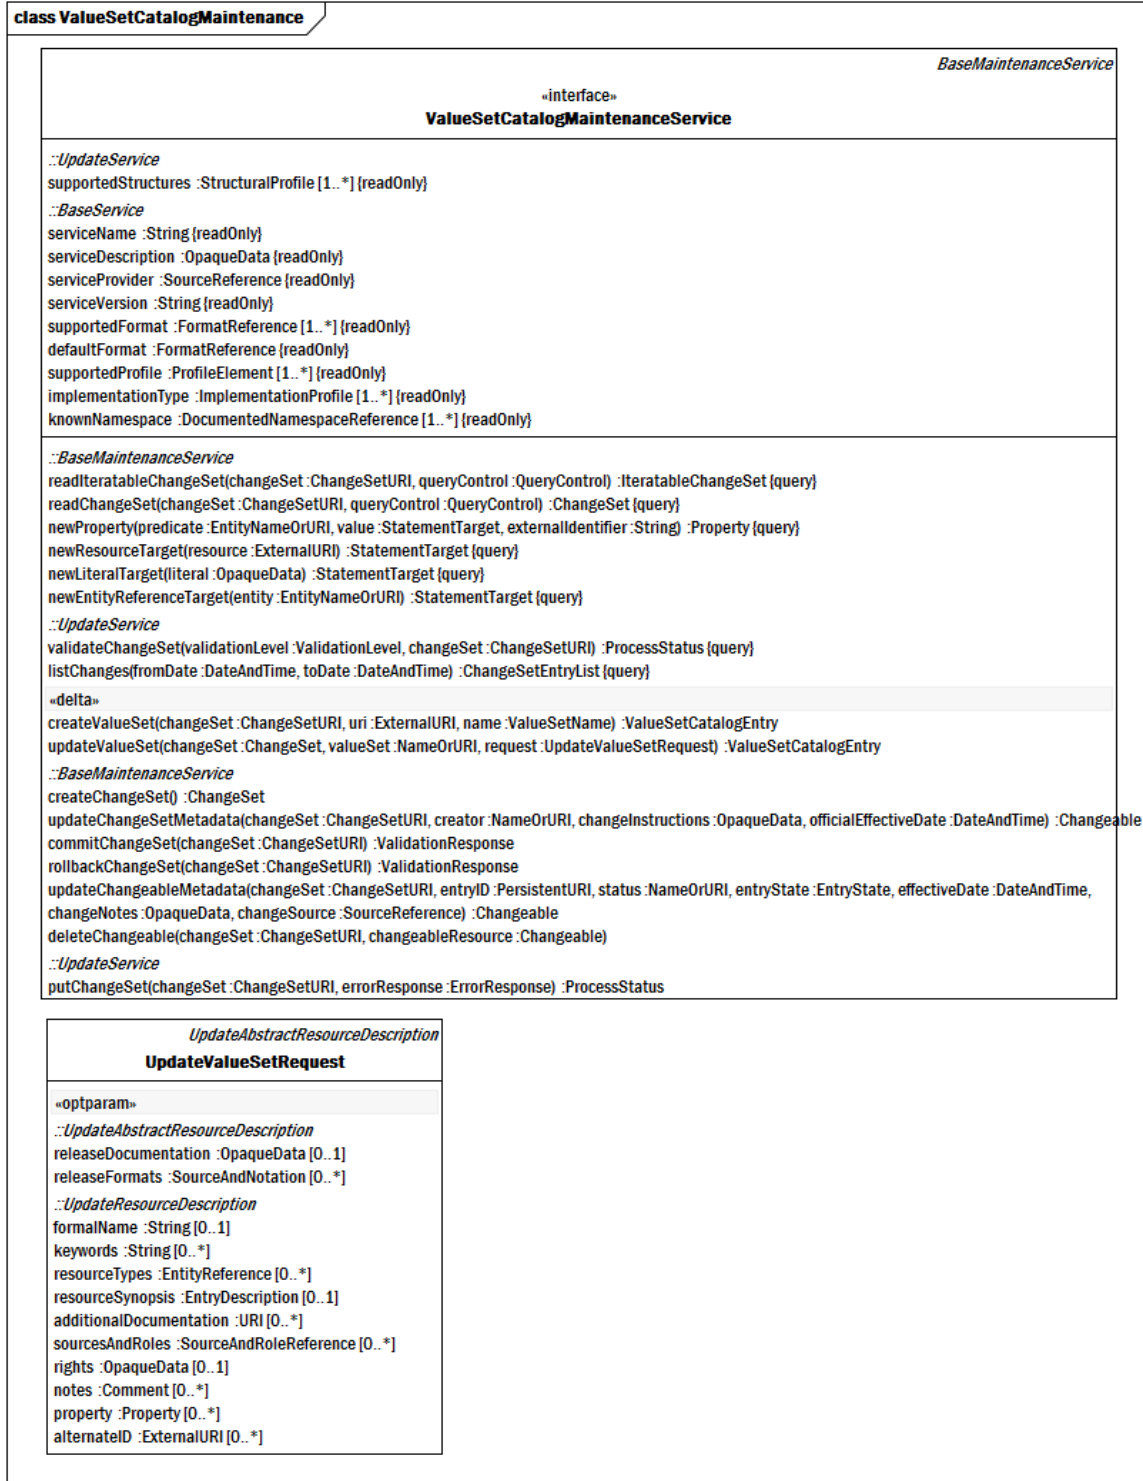 class ValueSetCatalogMaintenance
BaseMaintenanceService
«interface»
ValueSetCatalogMaintenanceService
::UpdateService
supportedStructures :StructuralProfile [1..*] {readOnly}
::BaseService
serviceName :String {readOnly}
serviceDescription :OpaqueData {readOnly}
serviceProvider :SourceReference {readOnly}
serviceVersion :String {readOnly}
supportedFormat :FormatReference [1..*] {readOnly}
defaultFormat :FormatReference {readOnly}
supportedProfile :ProfileElement [1..*] {readOnly}
implementationType :ImplementationProfile [1..*] {readOnly}
knownNamespace :DocumentedNamespaceReference [1..*] {readOnly}
::BaseMaintenanceService
readIteratableChangeSet(changeSet :ChangeSetURI, queryControl :QueryControl) :IteratableChangeSet {query}
readChangeSet(changeSet :ChangeSetURI, queryControl :QueryControl) :ChangeSet {query}
newProperty(predicate :EntityNameOrURI, value :StatementTarget, externalIdentifier :String) :Property {query}
newResourceTarget(resource :ExternalURI) :StatementTarget {query}
newLiteralTarget(literal :OpaqueData) :StatementTarget {query}
newEntityReferenceTarget(entity :EntityNameOrURI) :StatementTarget {query}
::UpdateService
validateChangeSet(validationLevel :ValidationLevel, changeSet :ChangeSetURI) :ProcessStatus {query}
listChanges(fromDate :DateAndTime, toDate :DateAndTime) :ChangeSetEntryList {query}
«delta»
createValueSet(changeSet :ChangeSetURI, uri :ExternalURI, name :ValueSetName) :ValueSetCatalogEntry
updateValueSet(changeSet :ChangeSet, valueSet :NameOrURI, request :UpdateValueSetRequest) :ValueSetCatalogEntry
::BaseMaintenanceService
createChangeSet() :ChangeSet
updateChangeSetMetadata(changeSet :ChangeSetURI, creator :NameOrURI, changeInstructions :OpaqueData, officialEffectiveDate :DateAndTime) :Changeable
commitChangeSet(changeSet :ChangeSetURI) :ValidationResponse
rollbackChangeSet(changeSet :ChangeSetURI) :ValidationResponse
updateChangeableMetadata(changeSet :ChangeSetURI, entryID :PersistentURI, status :NameOrURI, entryState :EntryState, effectiveDate :DateAndTime,
changeNotes :OpaqueData, changeSource :SourceReference) :Changeable
deleteChangeable(changeSet :ChangeSetURI, changeableResource :Changeable)
::UpdateService
putChangeSet(changeSet :ChangeSetURI, errorResponse :ErrorResponse) :ProcessStatus
UpdateAbstractResourceDescription
UpdateValueSetRequest
«optparam»
::UpdateAbstractResourceDescription
releaseDocumentation :OpaqueData [0..1]
releaseFormats :SourceAndNotation [0..*]
::UpdateResourceDescription
formalName :String [0..1]
keywords :String [0..*]
resourceTypes :EntityReference [0..*]
resourceSynopsis :EntryDescription [0..1]
additionalDocumentation :URI [0..*]
sourcesAndRoles :SourceAndRoleReference [0..*]
rights :OpaqueData [0..1]
notes :Comment [0..*]
property :Property [0..*]
alternateID :ExternalURI [0..*]